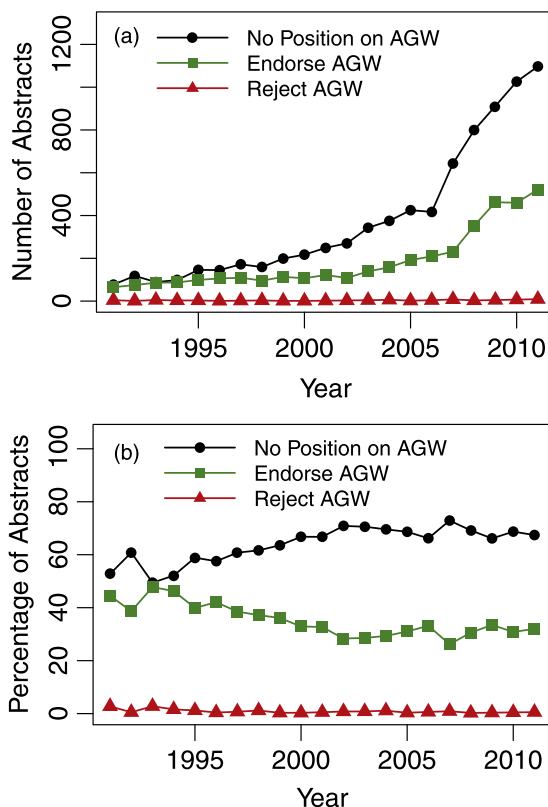 (a)
No Position on AGW
Endorse AGW
Reject AGW
Number of Abstracts
1200
800
400
0
1995 2000 2005 2010
Year
(b)
No Position on AGW
Endorse AGW
Reject AGW
Percentage of Abstracts
100
80
60
40
20
0
1995 2000 2005 2010
Year